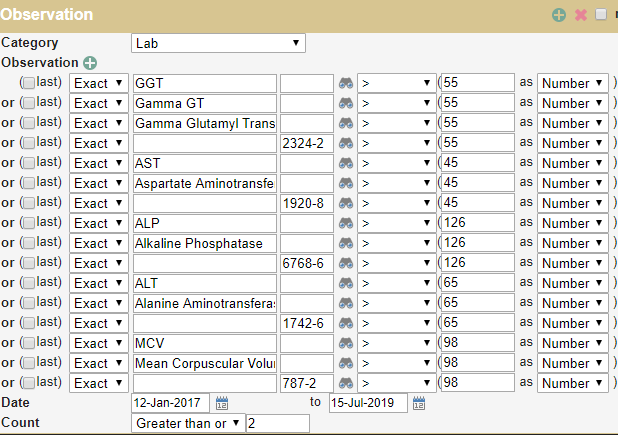 Observation
Category Lab
Observation
( last) Exact GGT > ( 55 as Number )
or ( last) Exact Gamma GT > ( 55 as Number )
or ( last) Exact Gamma Glutamyl Trans > ( 55 as Number )
or ( last) Exact 2324-2 > ( 55 as Number )
or ( last) Exact AST > ( 45 as Number )
or ( last) Exact Aspartate Aminotransfe > ( 45 as Number )
or ( last) Exact 1920-8 > ( 45 as Number )
or ( last) Exact ALP > ( 126 as Number )
or ( last) Exact Alkaline Phosphatase > ( 126 as Number )
or ( last) Exact 6768-6 > ( 126 as Number )
or ( last) Exact ALT > ( 65 as Number )
or ( last) Exact Alanine Aminotransfera > ( 65 as Number )
or ( last) Exact 1742-6 > ( 65 as Number )
or ( last) Exact MCV > ( 98 as Number )
or ( last) Exact Mean Corpuscular Volu > ( 98 as Number )
or ( last) Exact 787-2 > ( 98 as Number )
Date 12-Jan-2017 to 15-Jul-2019
Count Greater than or 2